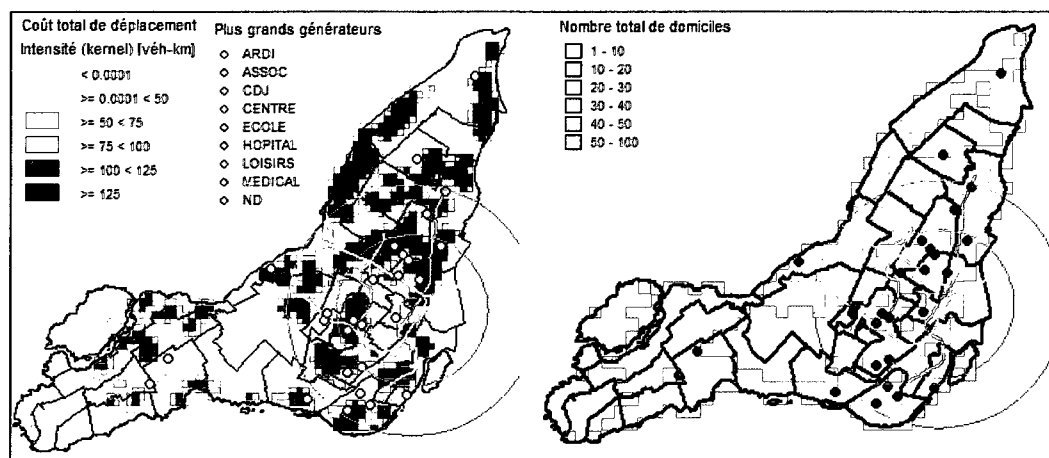 Coût total de déplacement
Intensité (kernel) [véh-km]
< 0.0001
>= 0.0001 < 50
>= 50 < 75
>= 75 < 100
>= 100 < 125
>= 125
Plus grands générateurs
ARDI
ASSOC
CDJ
CENTRE
ECOLE
HOPITAL
LOISIRS
MEDICAL
ND
Nombre total de domiciles
1 - 10
10 - 20
20 - 30
30 - 40
40 - 50
50 - 100